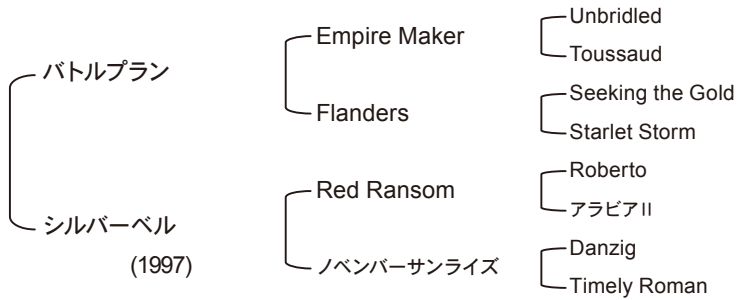 バトルプラン
シルバーベル
(1997)
Empire Maker
Flanders
Red Ransom
ノベンバーサンライズ
Unbridled
Toussaud
Seeking the Gold
Starlet Storm
Roberto
アラビアII
Danzig
Timely Roman